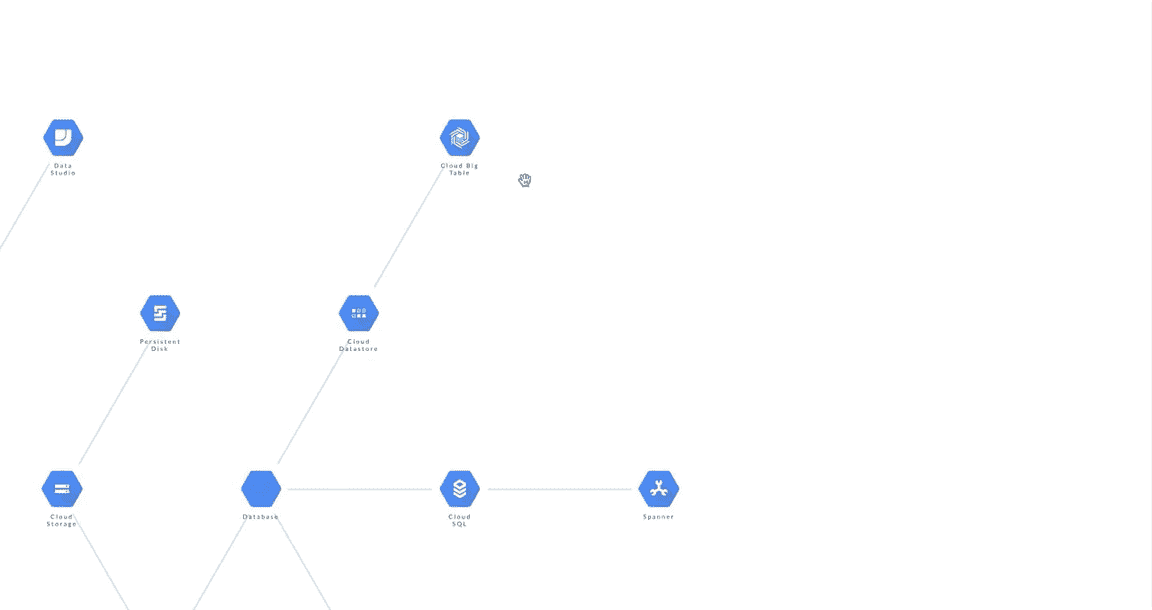 Data
Studio
Cloud Big
Table
Persistent
Disk
Cloud
Datastore
Cloud
Storage
Database
Cloud
SQL
Spanner